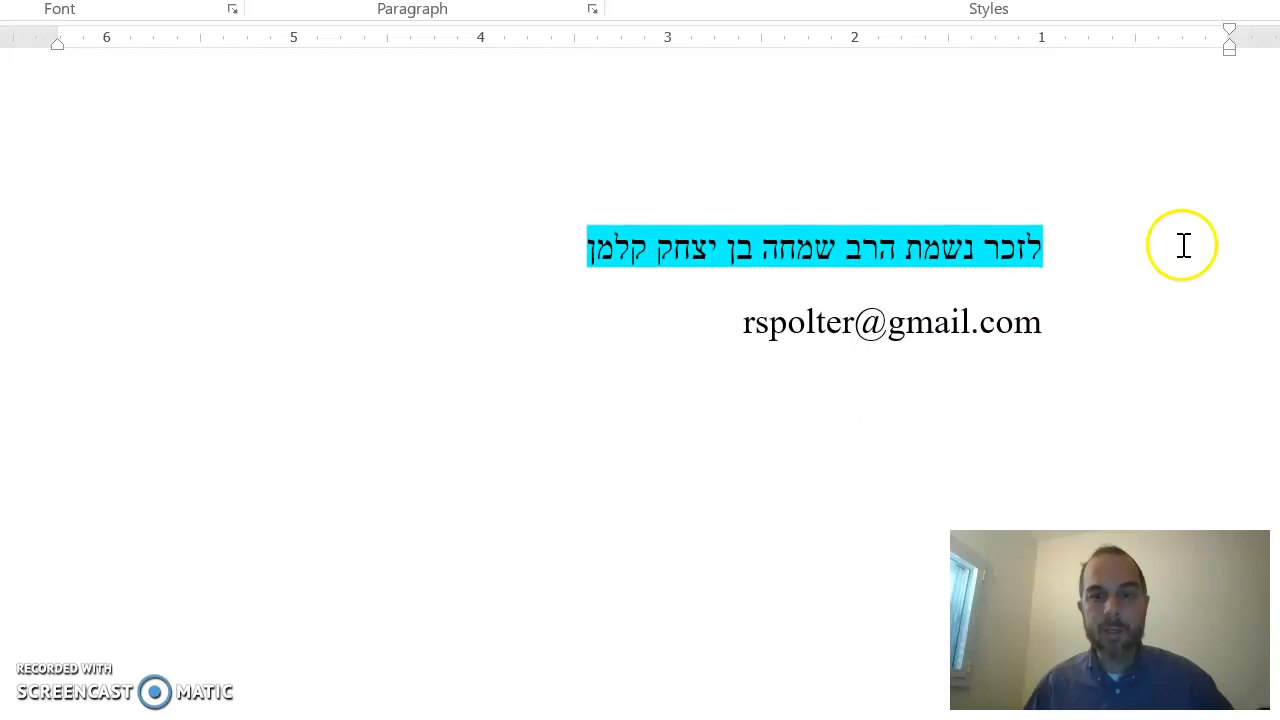 Font Paragraph Styles
6 5 4 3 2 1
לזכר נשמת הרב שמחה בן יצחק קלמן
rspolter@gmail.com
RECORDED WITH
SCREENCAST MATIC